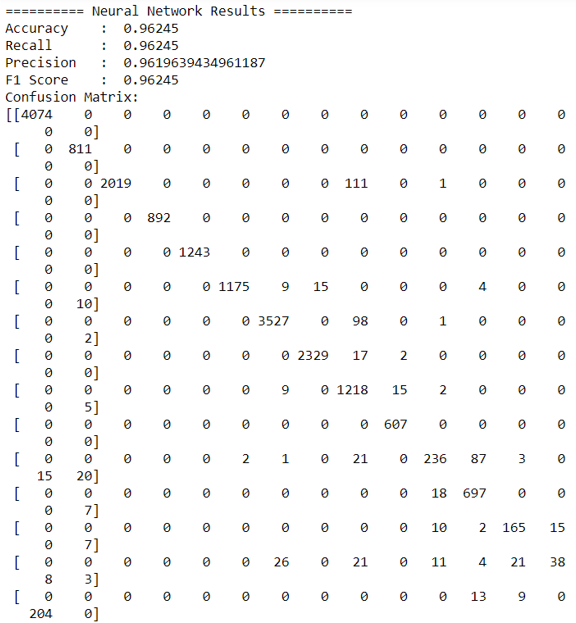 ========== Neural Network Results ==========
Accuracy    :  0.96245
Recall      :  0.96245
Precision   :  0.9619639434961187
F1 Score    :  0.96245
Confusion Matrix:
[[4074    0    0    0    0    0    0    0    0    0    0    0    0    0
     0    0]
 [   0  811    0    0    0    0    0    0    0    0    0    0    0    0
     0    0]
 [   0    0 2019    0    0    0    0    0  111    0    1    0    0    0
     0    0]
 [   0    0    0  892    0    0    0    0    0    0    0    0    0    0
     0    0]
 [   0    0    0    0 1243    0    0    0    0    0    0    0    0    0
     0    0]
 [   0    0    0    0    0 1175    9   15    0    0    0    4    0    0
     0   10]
 [   0    0    0    0    0    0 3527    0   98    0    1    0    0    0
     0    2]
 [   0    0    0    0    0    0    0 2329   17    2    0    0    0    0
     0    0]
 [   0    0    0    0    0    0    9    0 1218   15    2    0    0    0
     0    5]
 [   0    0    0    0    0    0    0    0    0  607    0    0    0    0
     0    0]
 [   0    0    0    0    0    2    1    0   21    0  236   87    3    0
    15   20]
 [   0    0    0    0    0    0    0    0    0    0   18  697    0    0
     0    7]
 [   0    0    0    0    0    0    0    0    0    0   10    2  165   15
     0    7]
 [   0    0    0    0    0    0   26    0   21    0   11    4   21   38
     8    3]
 [   0    0    0    0    0    0    0    0    0    0    0   13    9    0
   204    0]